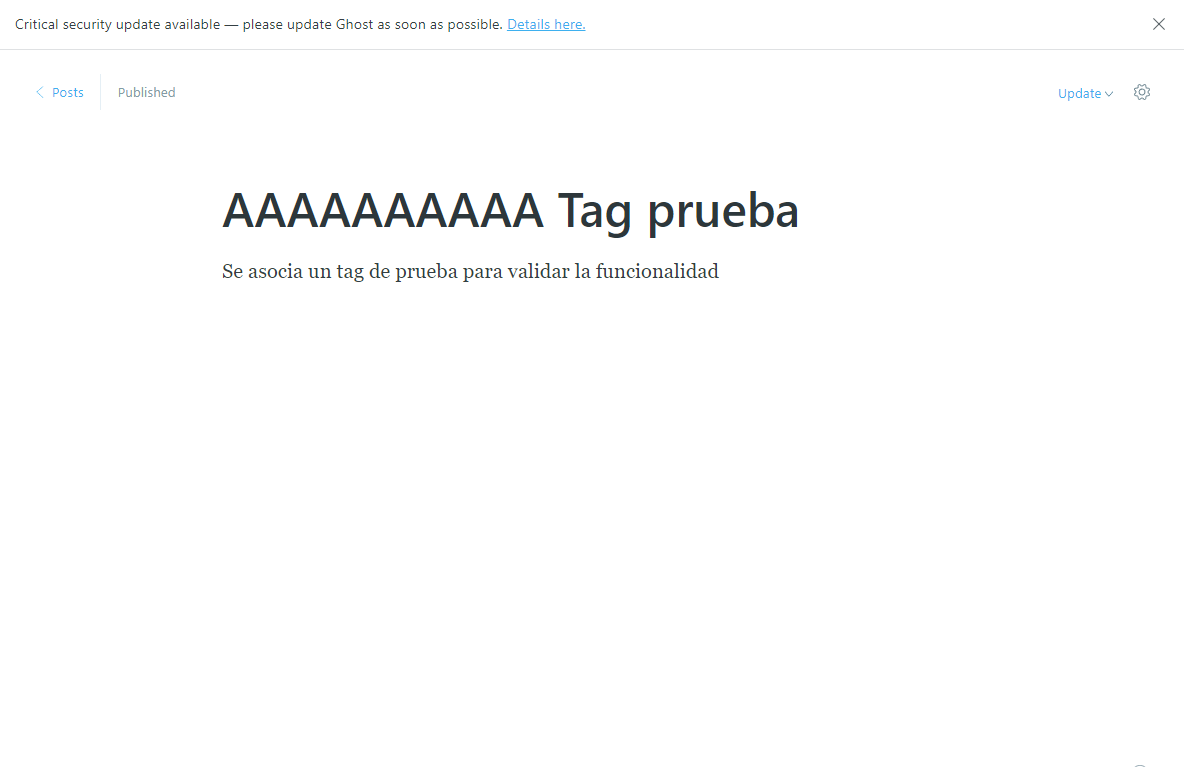 Critical security update available — please update Ghost as soon as possible. Details here.
Posts
Published
Update
AAAAAAAAAA Tag prueba
Se asocia un tag de prueba para validar la funcionalidad